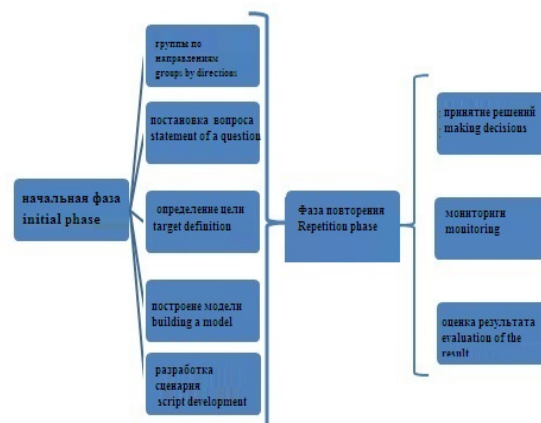 начальная фаза
initial phase
группы по
направлениям
groups by directions
постановка вопроса
statement of a question
определение цели
target definition
построене модели
building a model
разработка
сценария
script development
Фаза повторения
Repetition phase
принятие решений
making decisions
мониториги
monitoring
оценка результата
evaluation of the
result